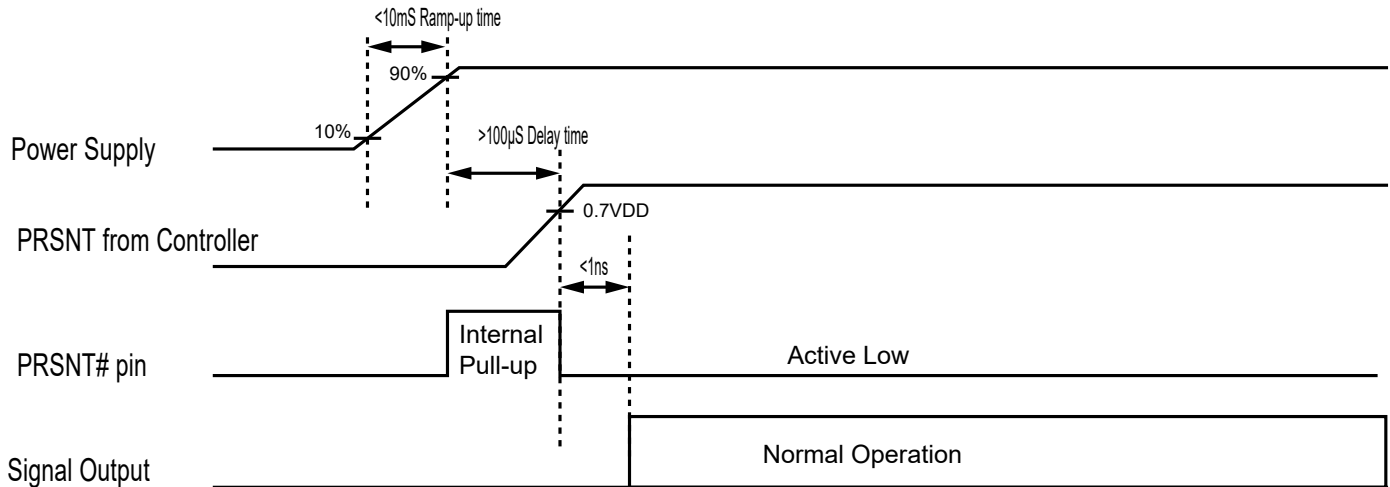 <10mS Ramp-up time
90%
10%
>100µS Delay time
Power Supply
0.7VDD
PRSNT from Controller
<1ns
Internal
Pull-up
PRSNT# pin
Active Low
Normal Operation
Signal Output